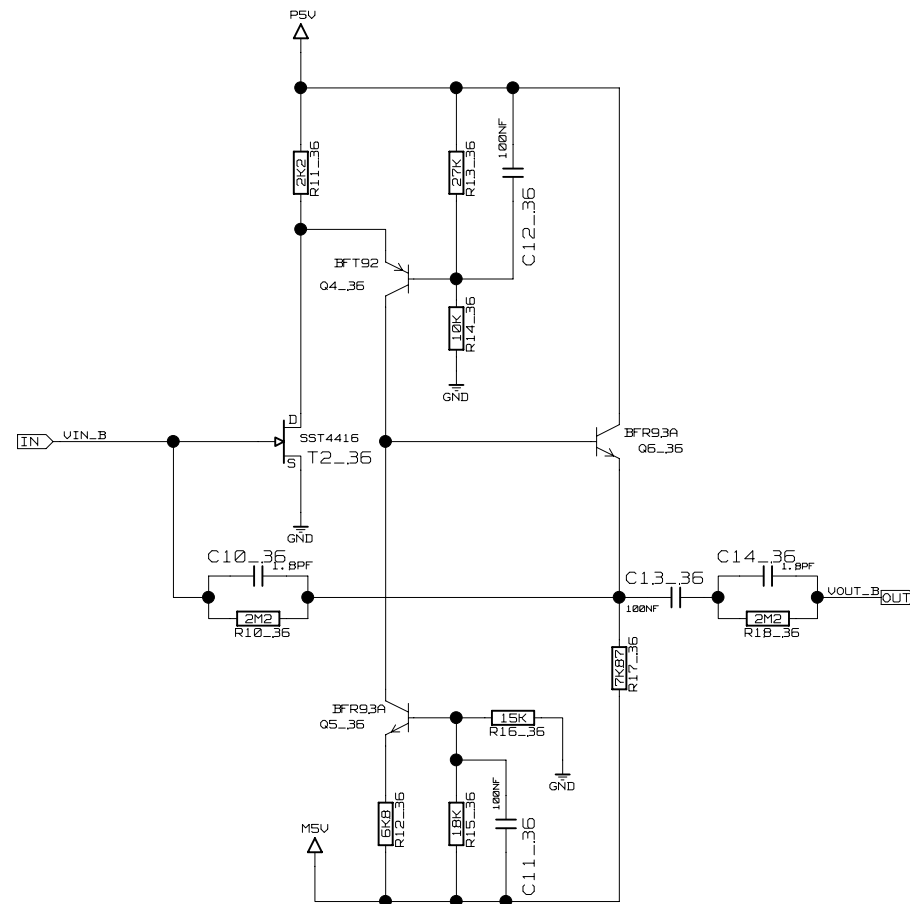 P5V
2K2
R11_36
27K
R13_36
100NF
C12_36
BFT92
Q4_36
10K
R14_36
GND
IN
VIN_B
D
S
SST4416
T2_36
GND
BFR93A
Q6_36
C10_36
1.8PF
2M2
R10_36
C13_36
100NF
C14_36
1.8PF
2M2
R18_36
VOUT_B
OUT
7K87
R17_36
BFR93A
Q5_36
15K
R16_36
GND
100NF
M5V
6K8
R12_36
18K
R15_36
C11_36